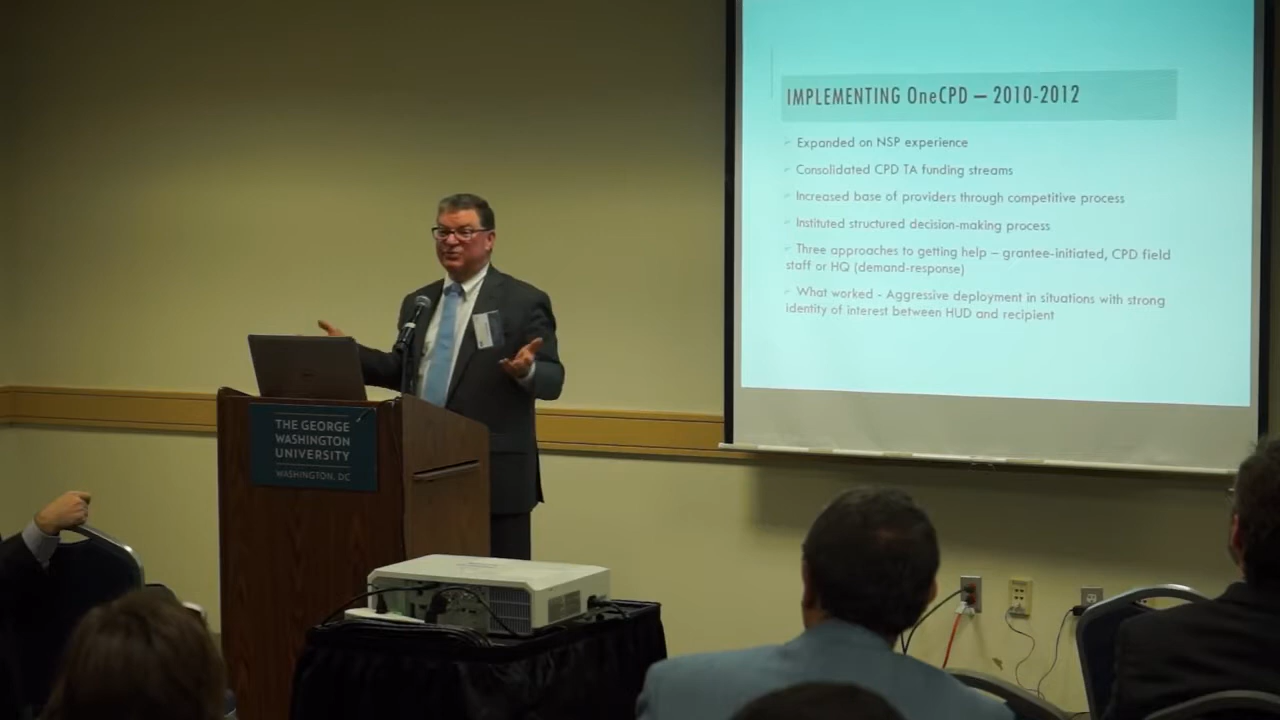 IMPLEMENTING OneCPD – 2010-2012
Expanded on NSP experience
Consolidated CPD TA funding streams
Increased base of providers through competitive process
Instituted structured decision-making process
Three approaches to getting help – grantee-initiated, CPD field
staff or HQ (demand-response)
What worked - Aggressive deployment in situations with strong
identity of interest between HUD and recipient
THE GEORGE
WASHINGTON
UNIVERSITY
WASHINGTON, DC